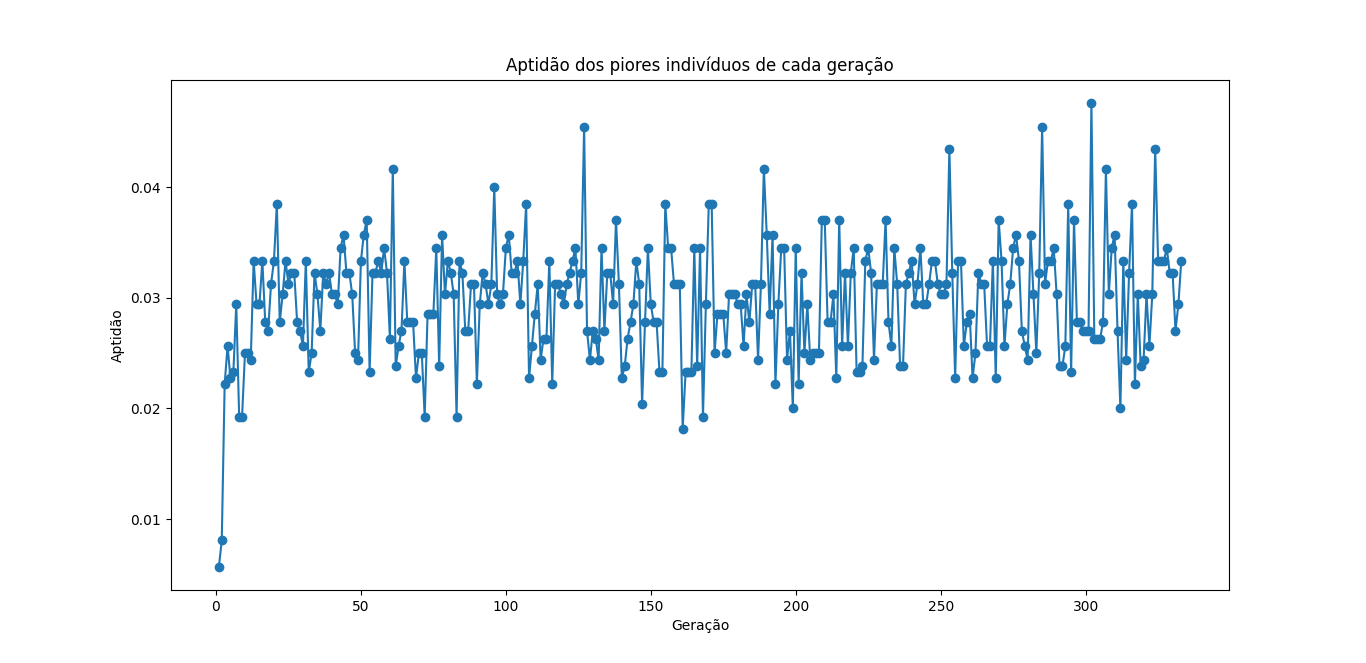 Aptidão dos piores indivíduos de cada geração
Aptidão
0.04
0.03
0.02
0.01
0 50 100 150 200 250 300
Geração